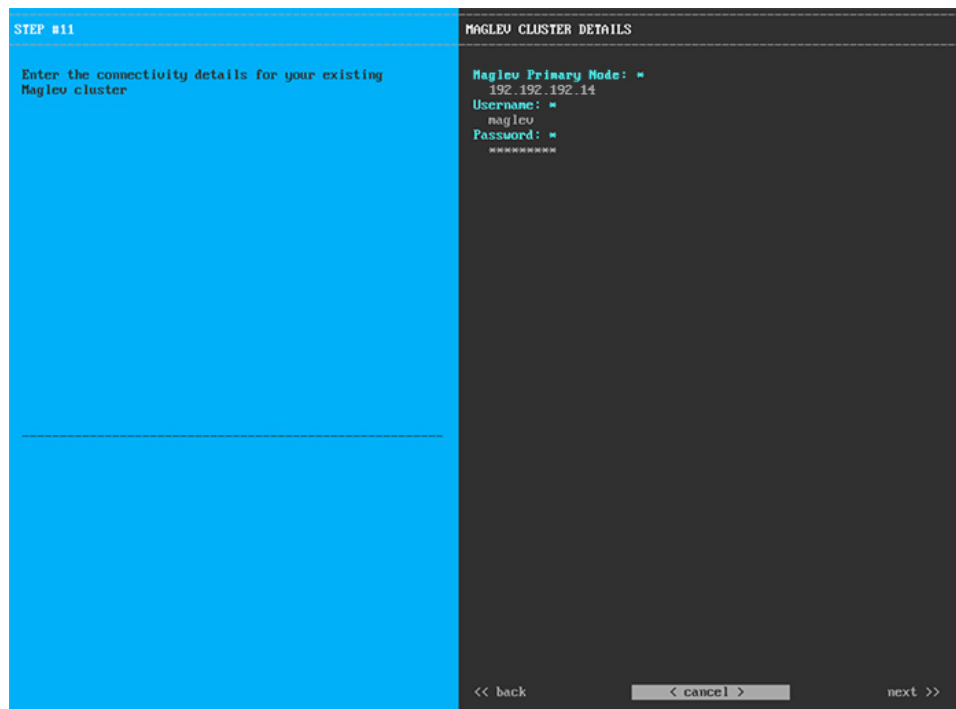 STEP #11
Enter the connectivity details for your existing
Maglev cluster
MAGLEV CLUSTER DETAILS
Maglev Primary Node: *
192.192.192.14
Username: *
maglev
Password: *
*********
<< back
< cancel >
next >>